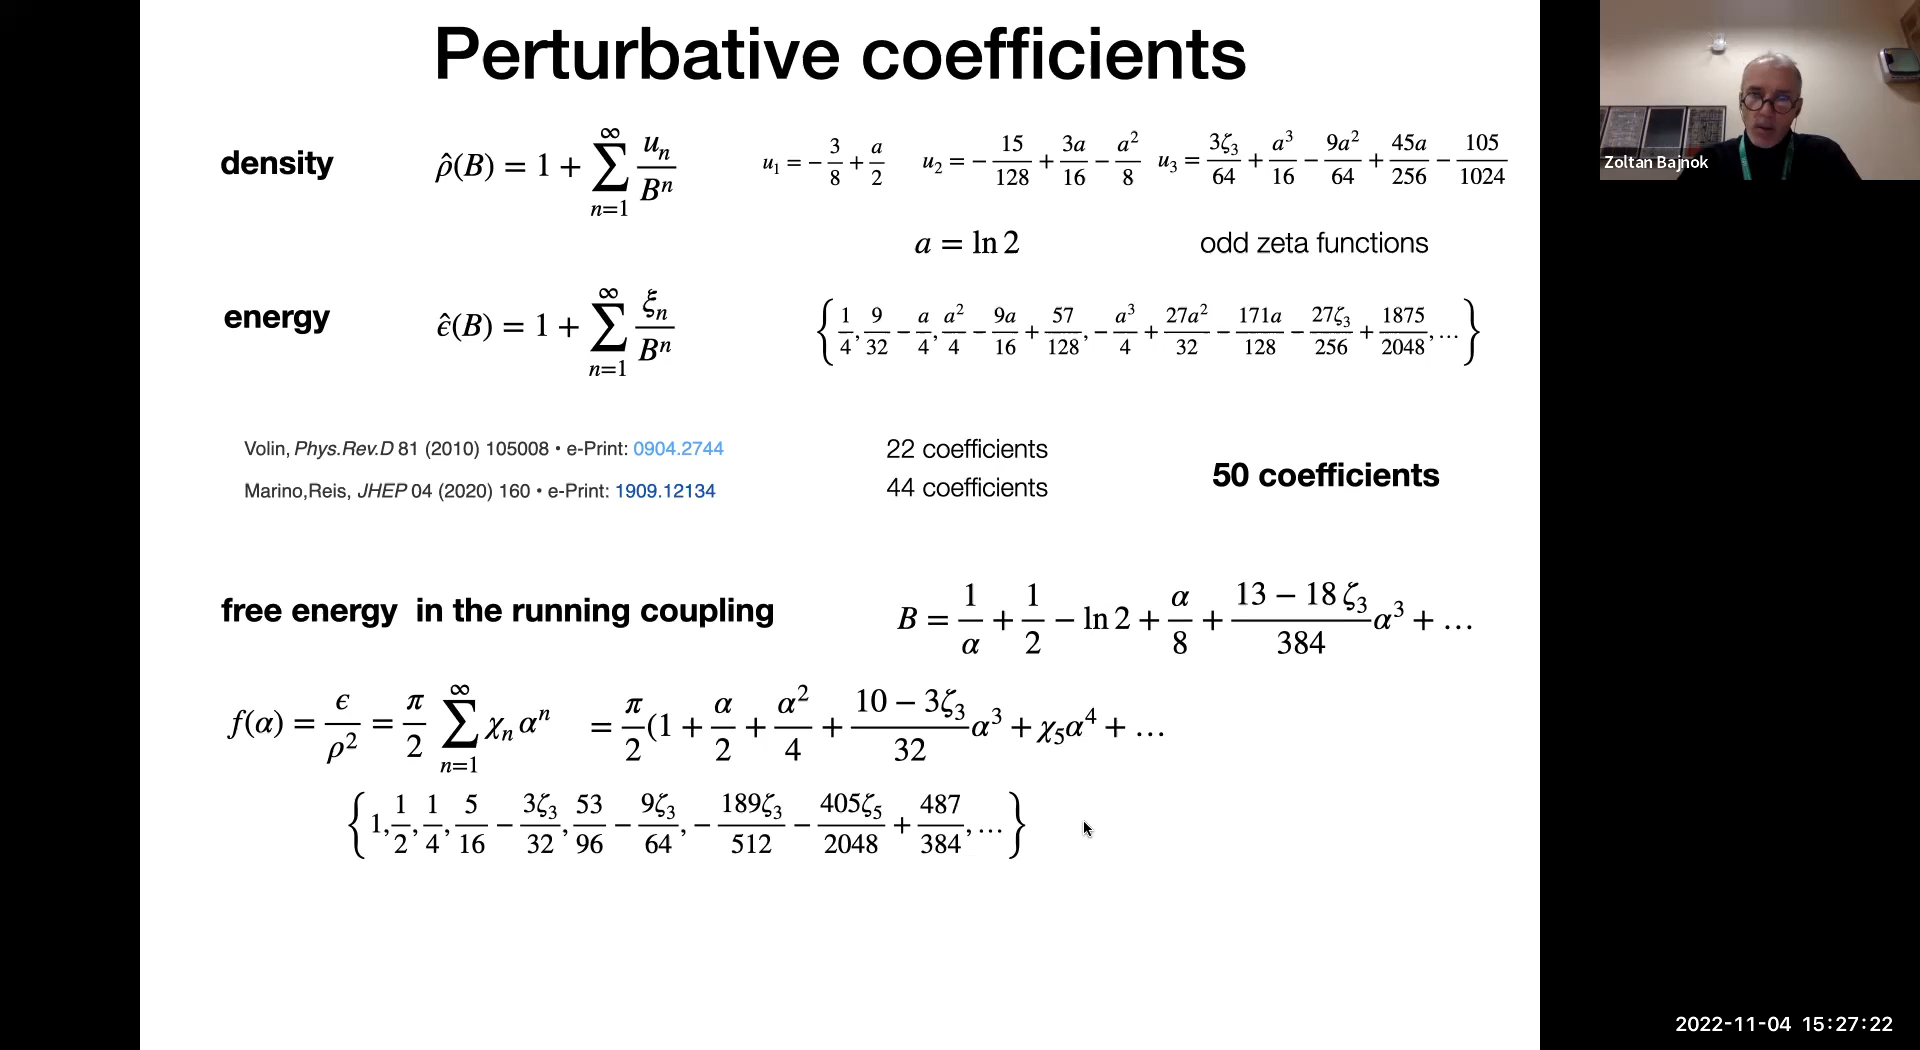 Perturbative coefficients
density ρ̂(B) = 1 + ∑_{n=1}^{∞} u_n/B^n u_1 = −3/8 + a/2 u_2 = −15/128 + 3a/16 − a²/8 u_3 = 3ζ_3/64 + a³/16 − 9a²/64 + 45a/256 − 105/1024
a = ln 2 odd zeta functions
energy ε̂(B) = 1 + ∑_{n=1}^{∞} ξ_n/B^n {1/4, 9/32 − a/4, a²/4 − 9a/16 + 57/128, −a³/4 + 27a²/32 − 171a/128 − 27ζ_3/256 + 1875/2048, …}
Volin, Phys.Rev.D 81 (2010) 105008 • e-Print: 0904.2744 22 coefficients
Marino,Reis, JHEP 04 (2020) 160 • e-Print: 1909.12134 44 coefficients
50 coefficients
free energy in the running coupling B = 1/α + 1/2 − ln 2 + α/8 + (13 − 18 ζ_3)/384 α³ + …
f(α) = ϵ/ρ² = π/2 ∑_{n=1}^{∞} χ_n α^n = π/2 (1 + α/2 + α²/4 + (10 − 3ζ_3)/32 α³ + χ_5 α⁴ + …
{1, 1/2, 1/4, 5/16 − 3ζ_3/32, 53/96 − 9ζ_3/64, −189ζ_3/512 − 405ζ_5/2048 + 487/384, …}
Zoltan Bajnok
2022-11-04 15:27:22